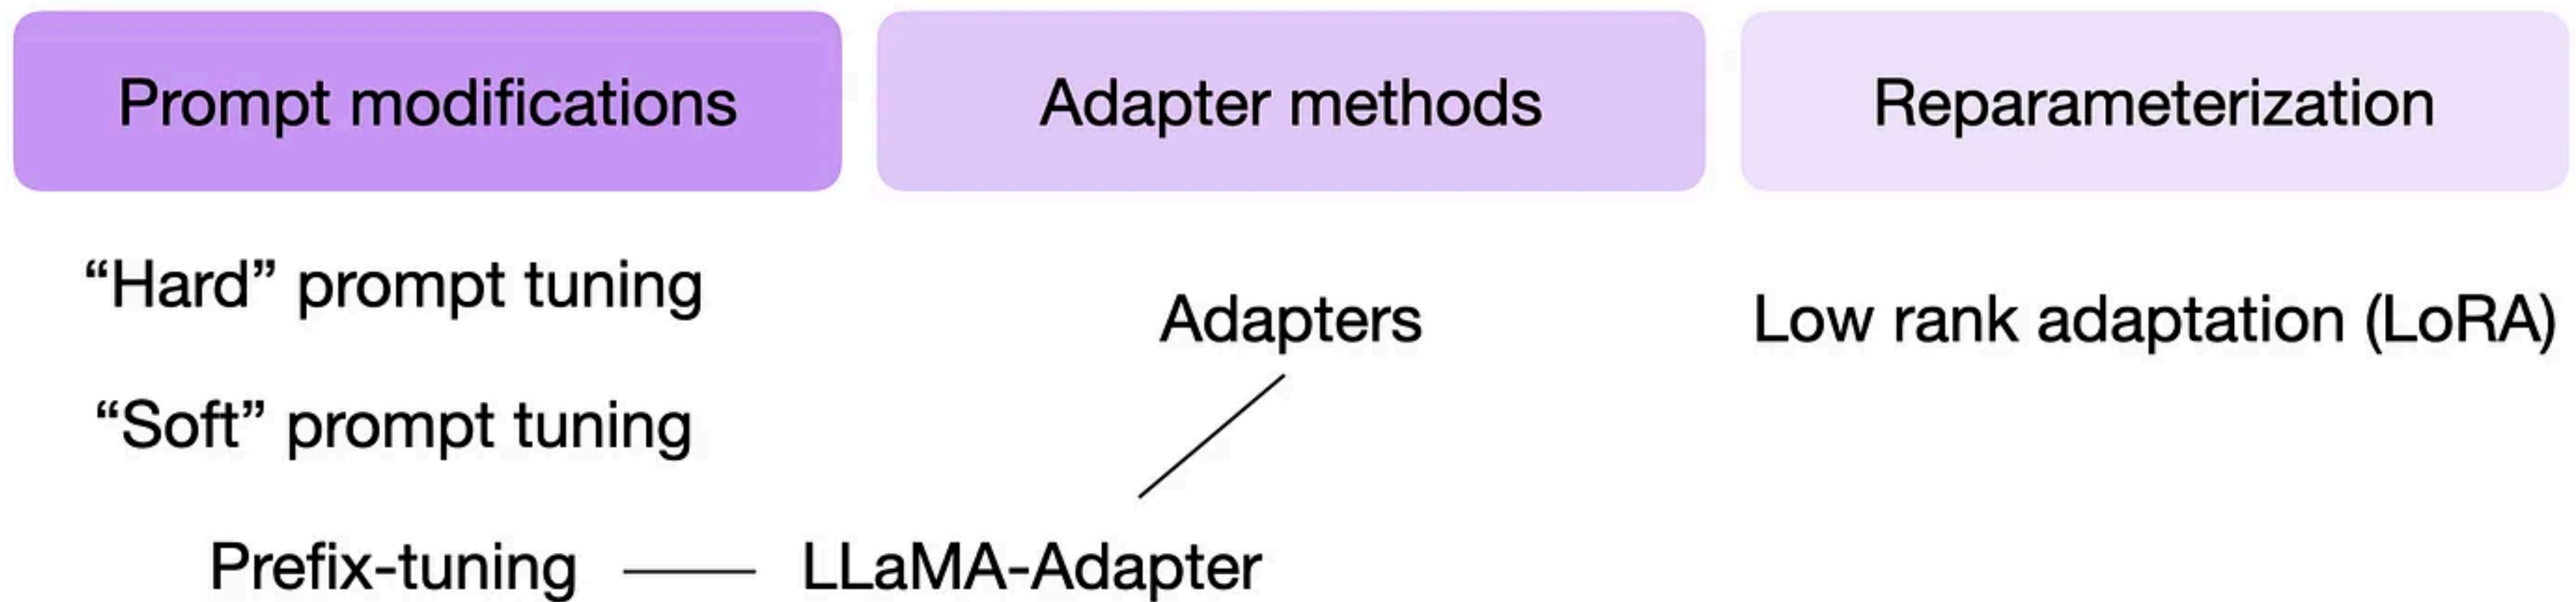 Prompt modifications
Adapter methods
Reparameterization
“Hard” prompt tuning
Adapters
Low rank adaptation (LoRA)
“Soft” prompt tuning
Prefix-tuning
LLaMA-Adapter